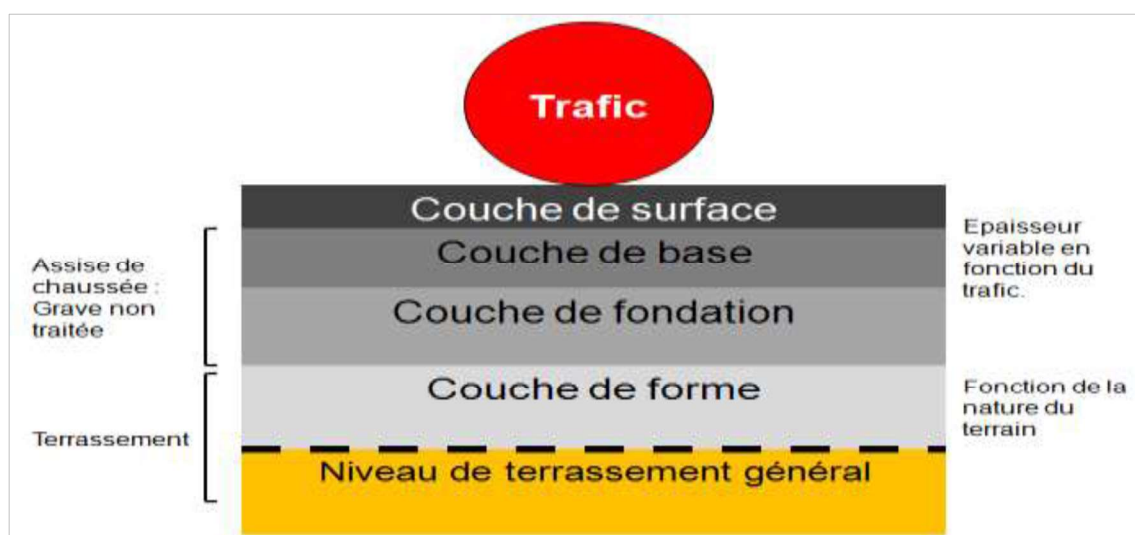 Trafic
Couche de surface
Couche de base
Couche de fondation
Couche de forme
Niveau de terrassement général
Assise de
chaussée :
Grave non
traitée
Terrassement
Epaisseur
variable en
fonction du
trafic.
Fonction de la
nature du
terrain